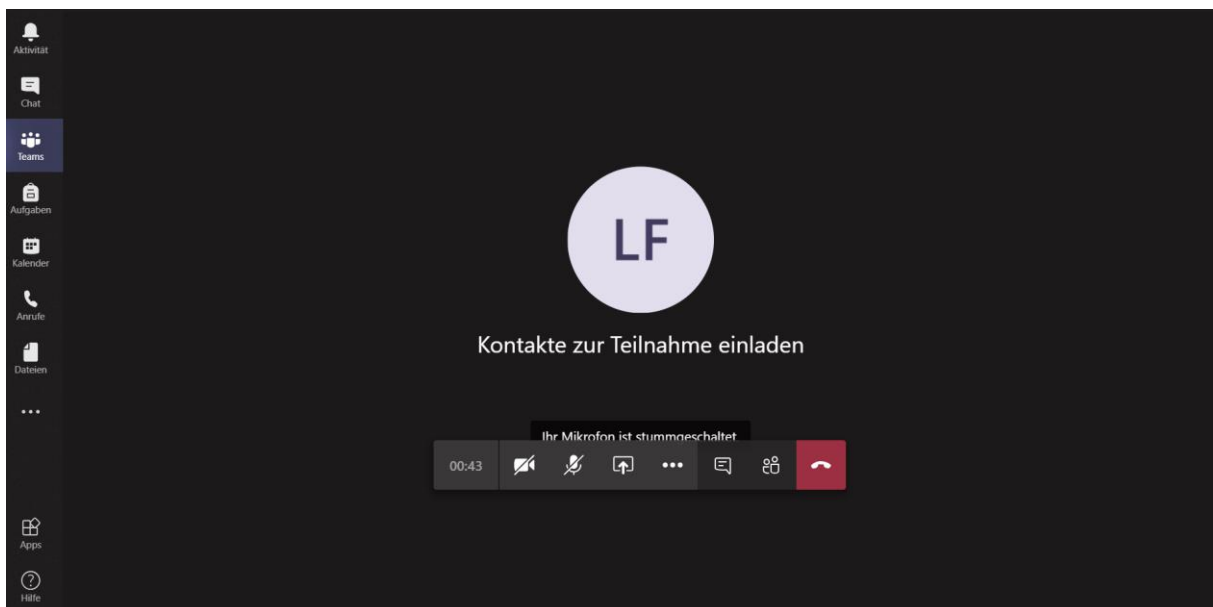 Aktivität
Chat
Teams
Aufgaben
Kalender
Anrufe
Dateien
Apps
Hilfe
LF
Kontakte zur Teilnahme einladen
Ihr Mikrofon ist stummgeschaltet
00:43